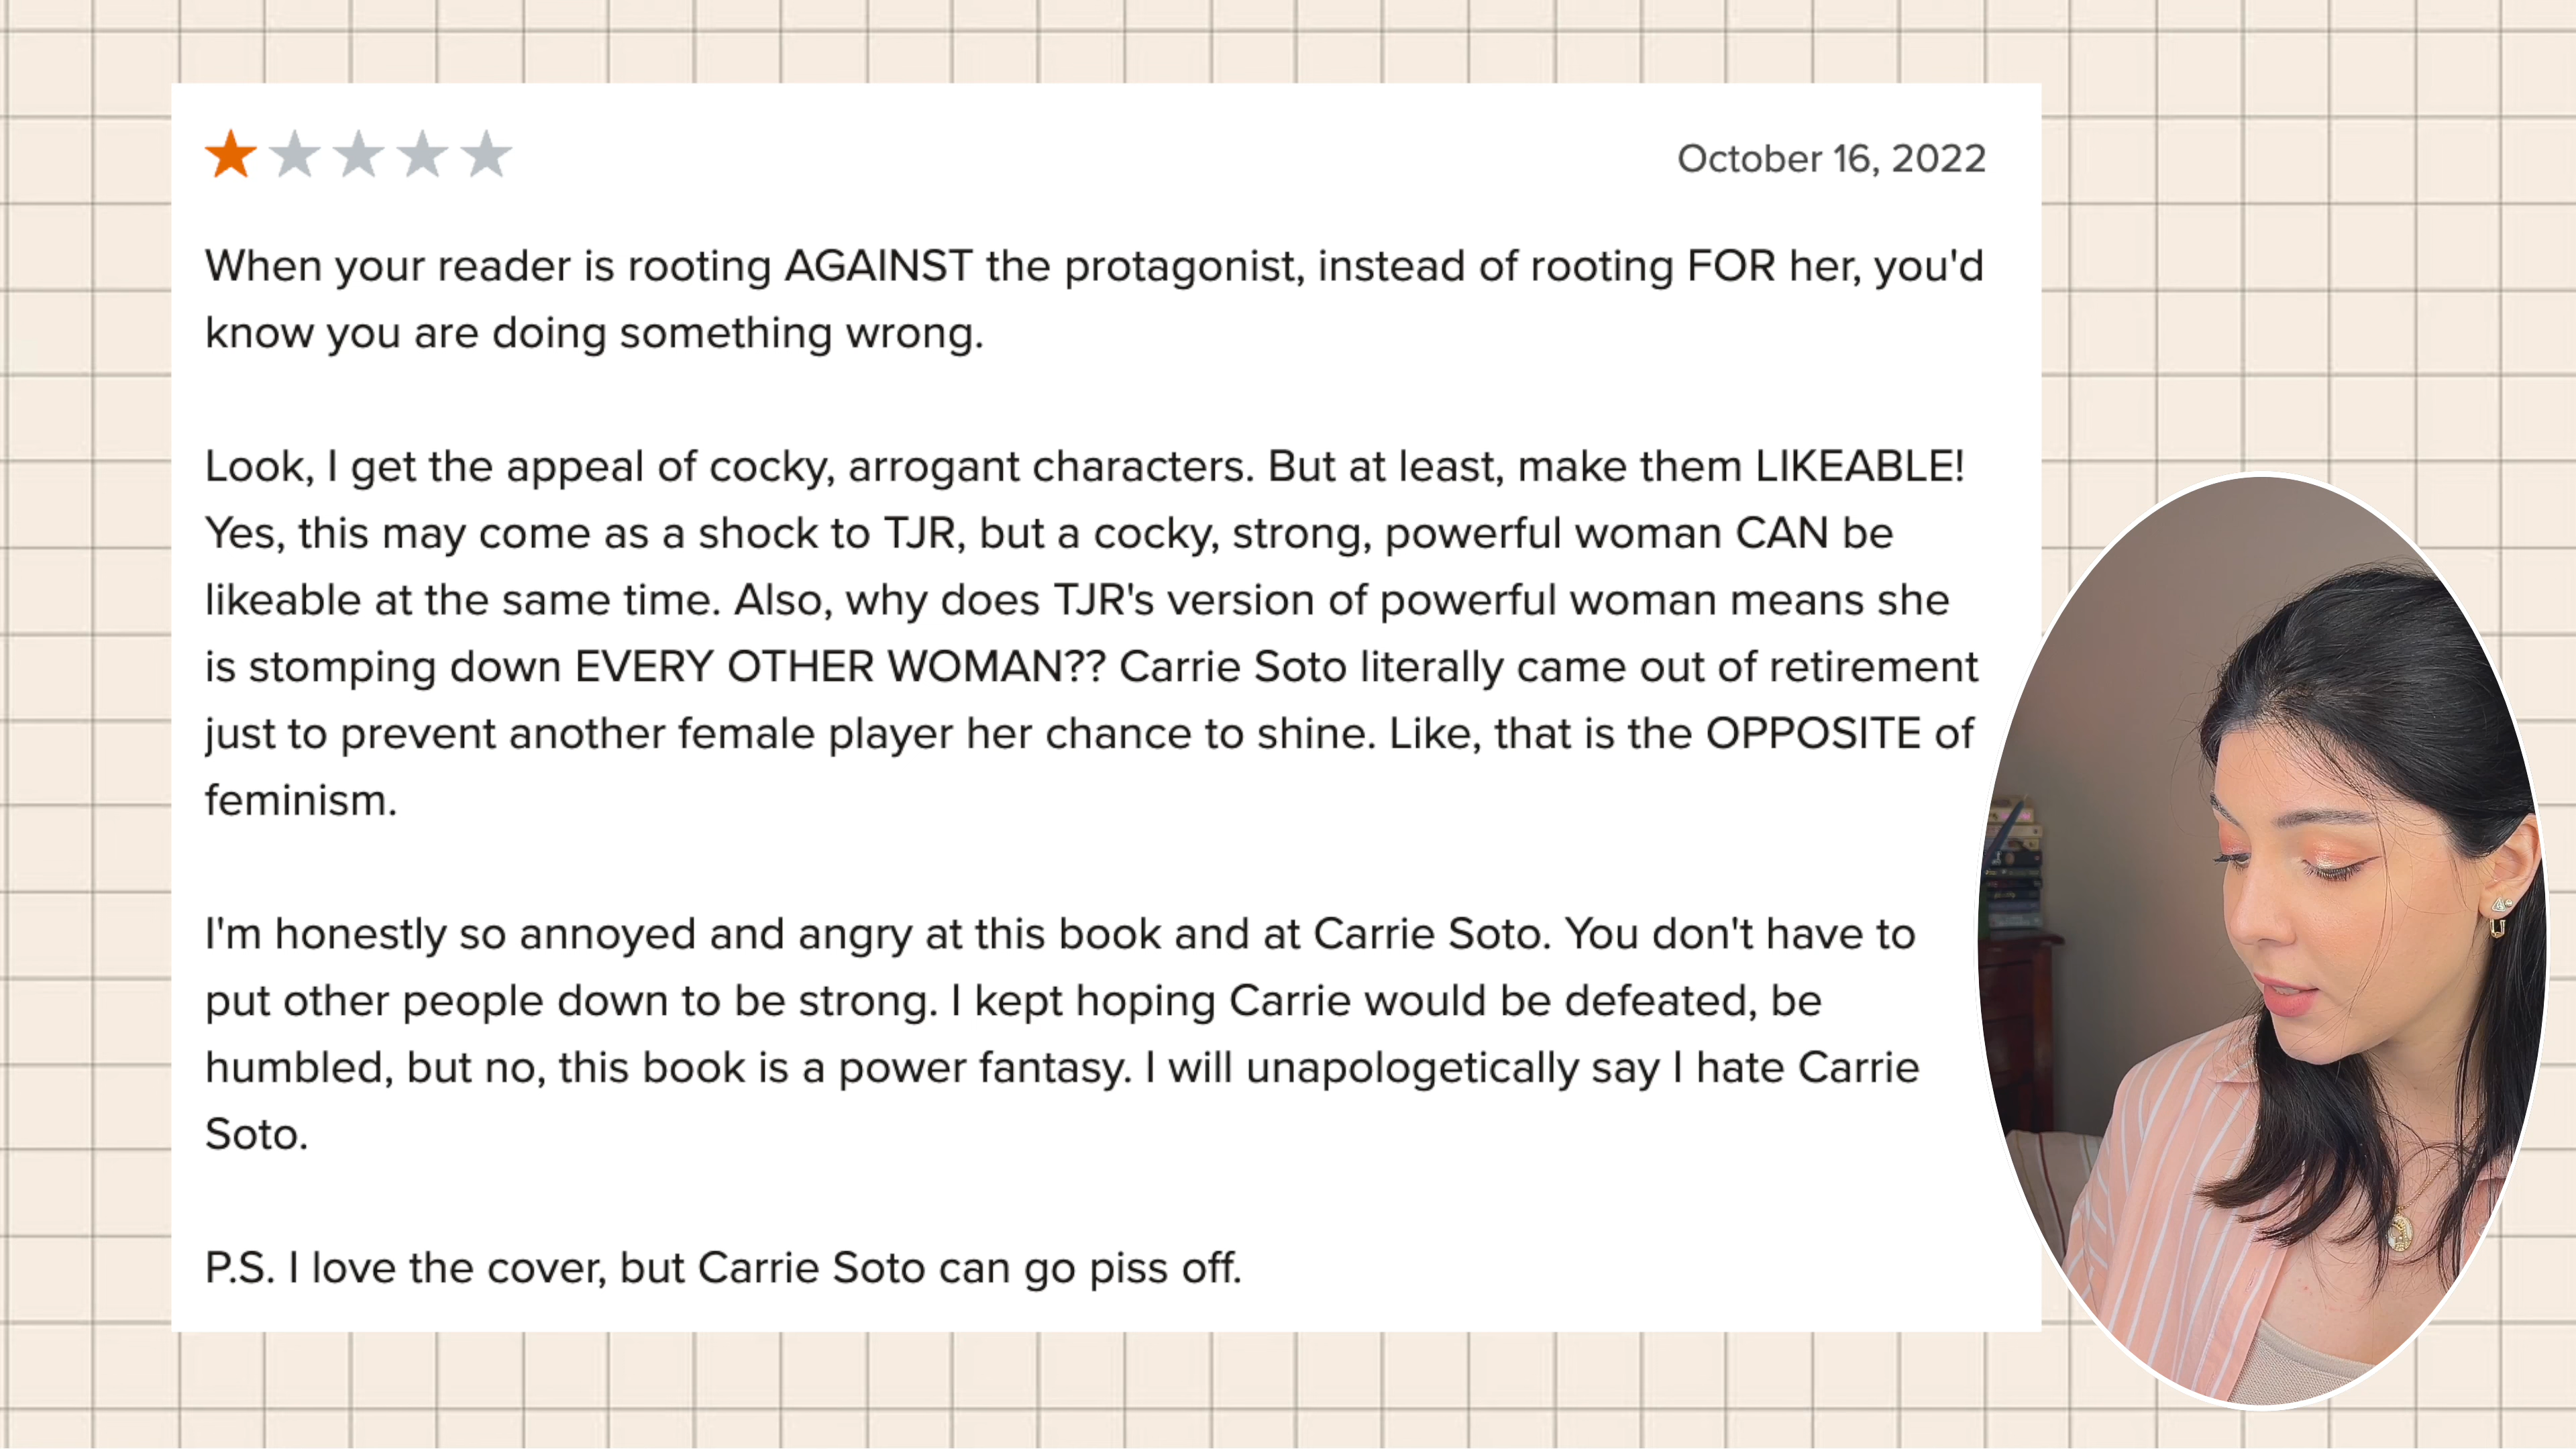 October 16, 2022
When your reader is rooting AGAINST the protagonist, instead of rooting FOR her, you'd
know you are doing something wrong.
Look, I get the appeal of cocky, arrogant characters. But at least, make them LIKEABLE!
Yes, this may come as a shock to TJR, but a cocky, strong, powerful woman CAN be
likeable at the same time. Also, why does TJR's version of powerful woman means she
is stomping down EVERY OTHER WOMAN?? Carrie Soto literally came out of retirement
just to prevent another female player her chance to shine. Like, that is the OPPOSITE of
feminism.
I'm honestly so annoyed and angry at this book and at Carrie Soto. You don't have to
put other people down to be strong. I kept hoping Carrie would be defeated, be
humbled, but no, this book is a power fantasy. I will unapologetically say I hate Carrie
Soto.
P.S. I love the cover, but Carrie Soto can go piss off.